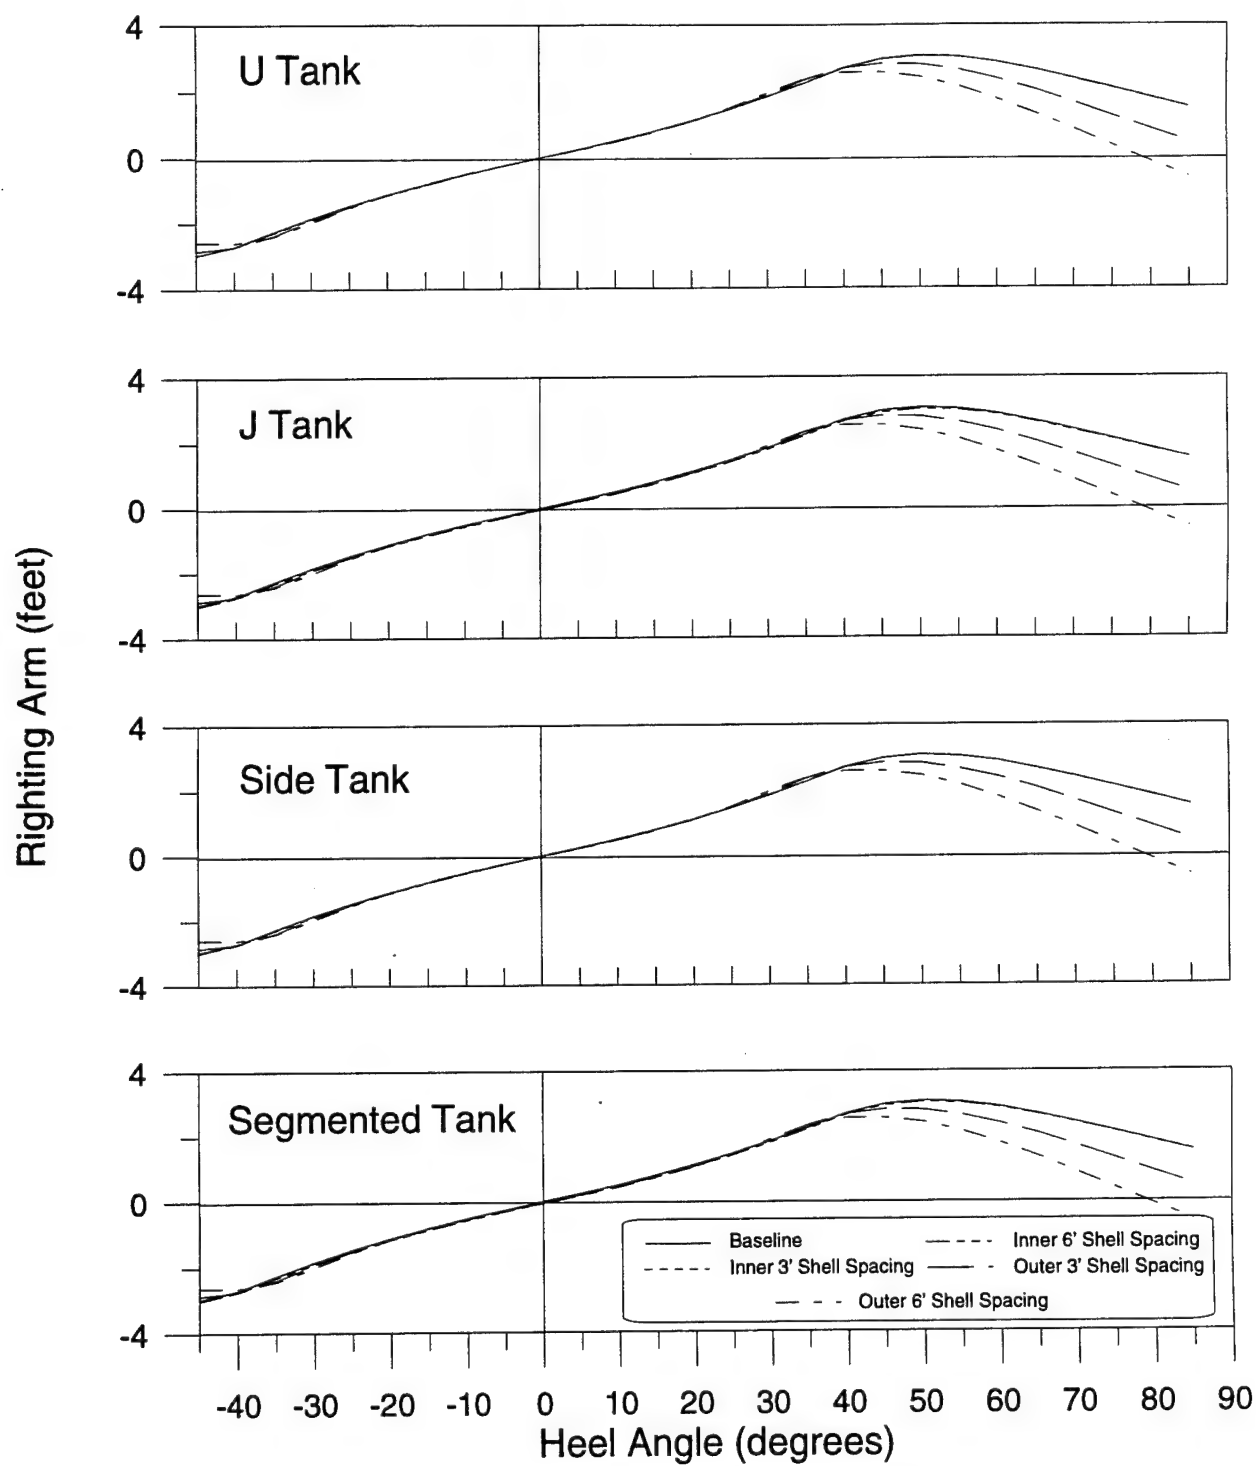 4
U Tank
0
-4
4
J Tank
0
-4
Righting Arm (feet)
4
Side Tank
0
-4
4
Segmented Tank
0
Baseline
Inner 6' Shell Spacing
Inner 3' Shell Spacing
Outer 3' Shell Spacing
Outer 6' Shell Spacing
-4
-40 -30 -20 -10 0 10 20 30 40 50 60 70 80 90
Heel Angle (degrees)